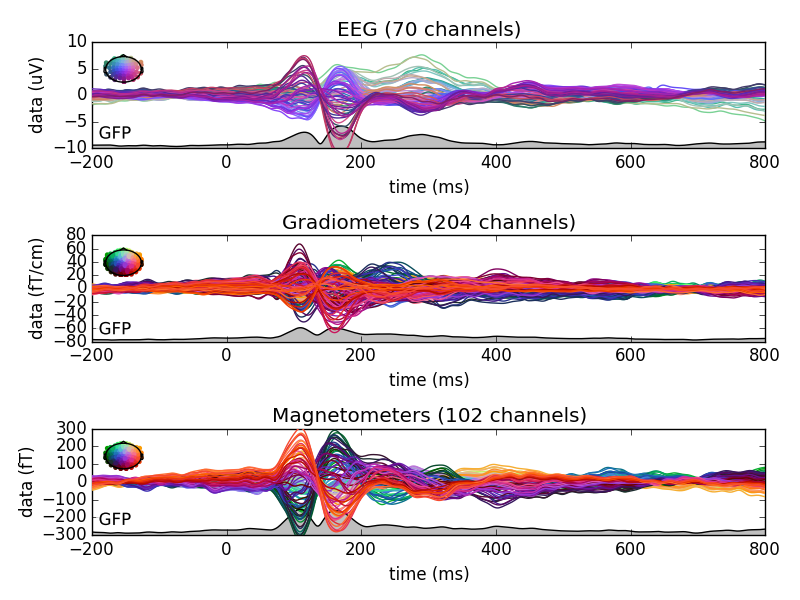 EEG (70 channels)
10
5
0
−5
−10
data (uV)
GFP
−200 0 200 400 600 800
time (ms)
Gradiometers (204 channels)
80
60
40
20
0
−20
−40
−60
−80
data (fT/cm)
GFP
−200 0 200 400 600 800
time (ms)
Magnetometers (102 channels)
300
200
100
0
−100
−200
−300
data (fT)
GFP
−200 0 200 400 600 800
time (ms)